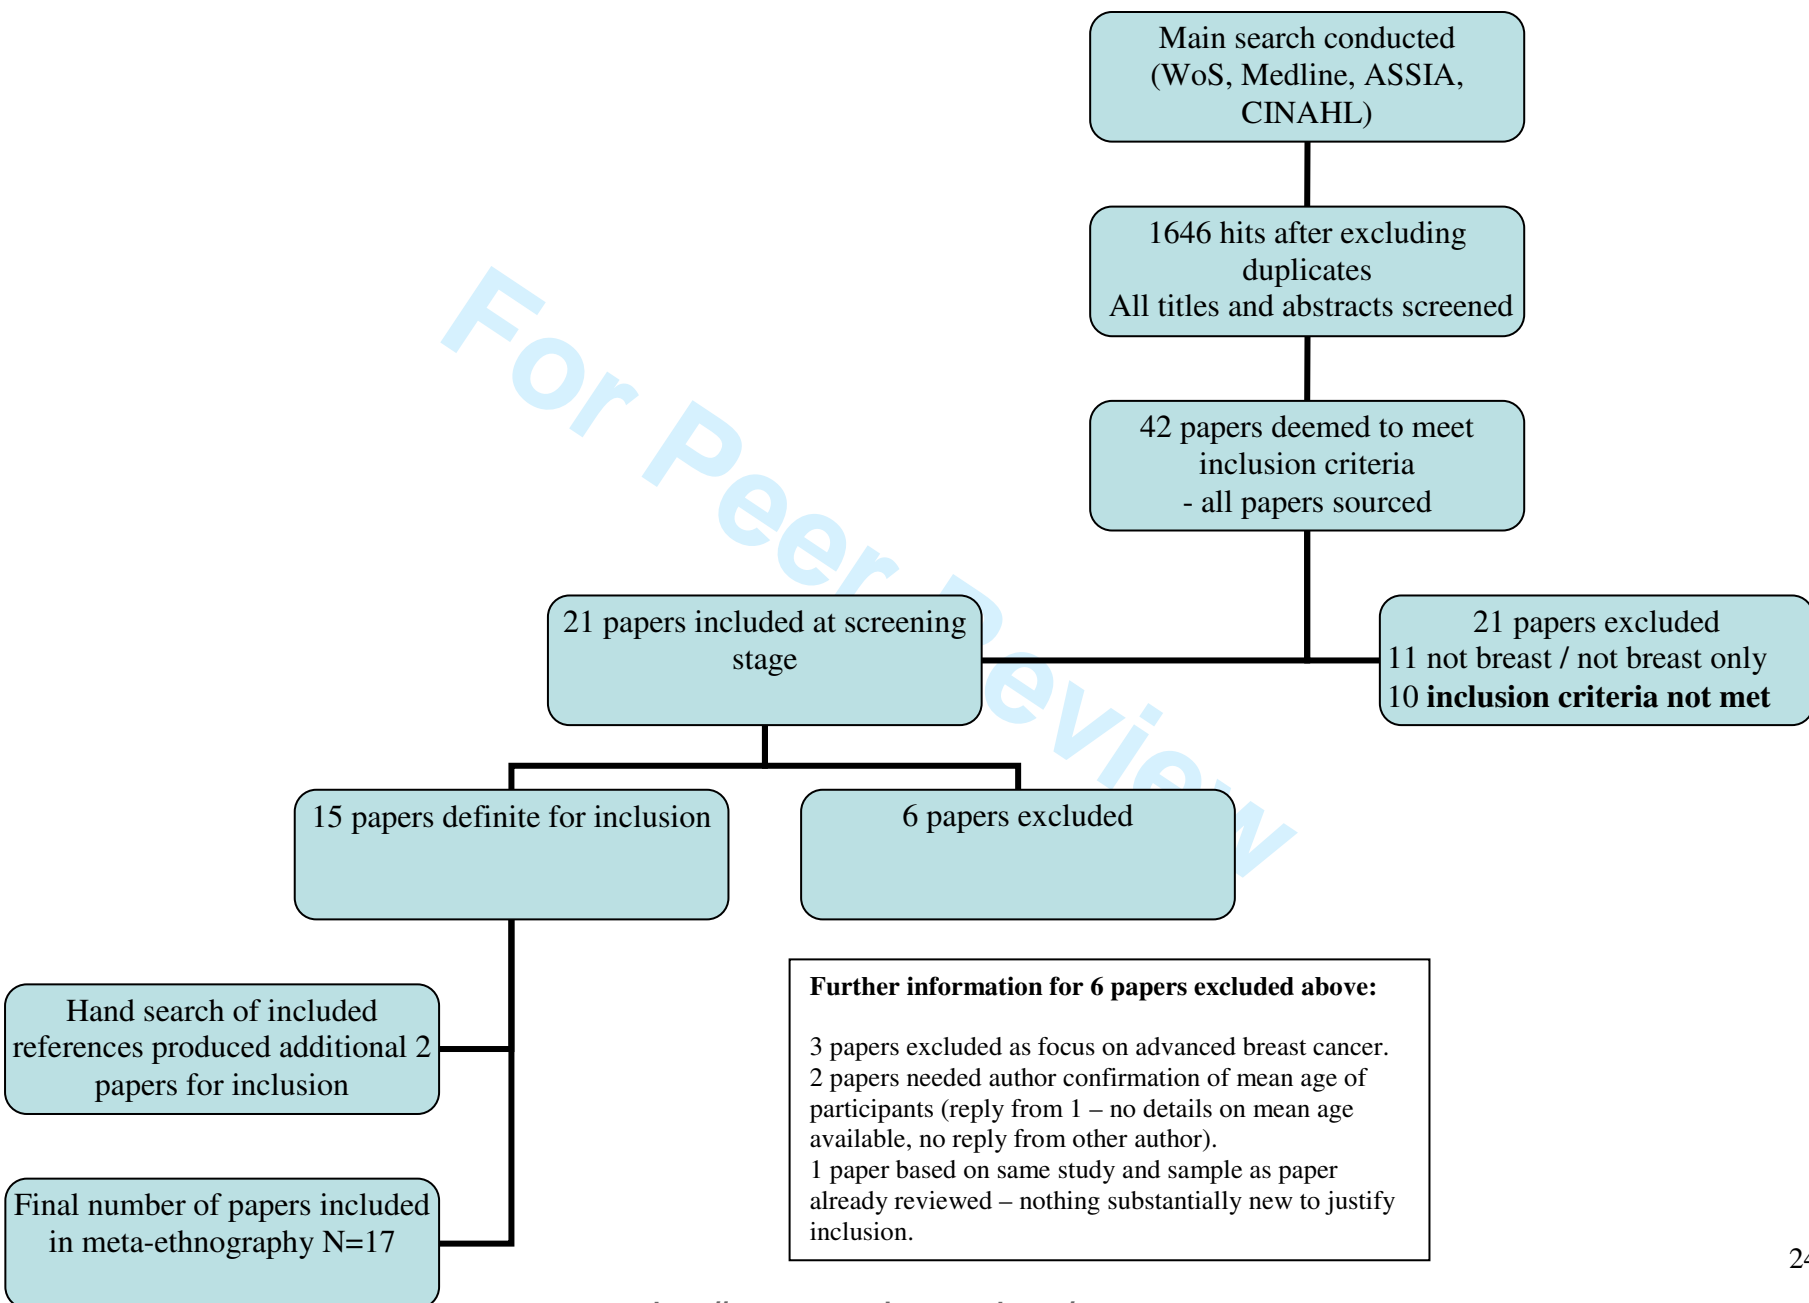 Main search conducted
(WoS, Medline, ASSIA,
CINAHL)
1646 hits after excluding
duplicates
All titles and abstracts screened
42 papers deemed to meet
inclusion criteria
- all papers sourced
21 papers included at screening
stage
21 papers excluded
11 not breast / not breast only
10 inclusion criteria not met
15 papers definite for inclusion
6 papers excluded
Hand search of included
references produced additional 2
papers for inclusion
Further information for 6 papers excluded above:
3 papers excluded as focus on advanced breast cancer.
2 papers needed author confirmation of mean age of
participants (reply from 1 – no details on mean age
available, no reply from other author).
1 paper based on same study and sample as paper
already reviewed – nothing substantially new to justify
inclusion.
Final number of papers included
in meta-ethnography N=17
For Peer Review
24